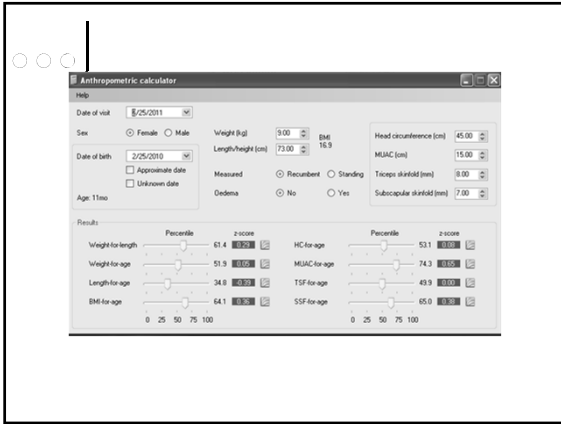 Anthropometric calculator
Help
Date of visit /25/2011
Sex Female Male
Date of birth 2/25/2010
Approximate date
Unknown date
Age: 11mo
Weight (kg) 9.00
Length/height (cm) 73.00
BMI
16.9
Measured Recumbent Standing
Oedema No Yes
Head circumference (cm) 45.00
MUAC (cm) 15.00
Triceps skinfold (mm) 8.00
Subscapular skinfold (mm) 7.00
Results
Percentile z-score
Weight-for-length 61.4 0.29
Weight-for-age 51.9 0.05
Length-for-age 34.8 -0.39
BMI-for-age 64.1 0.36
0 25 50 75 100
Percentile z-score
HC-for-age 53.1 0.08
MUAC-for-age 74.3 0.65
TSF-for-age 49.9 0.00
SSF-for-age 65.0 0.38
0 25 50 75 100